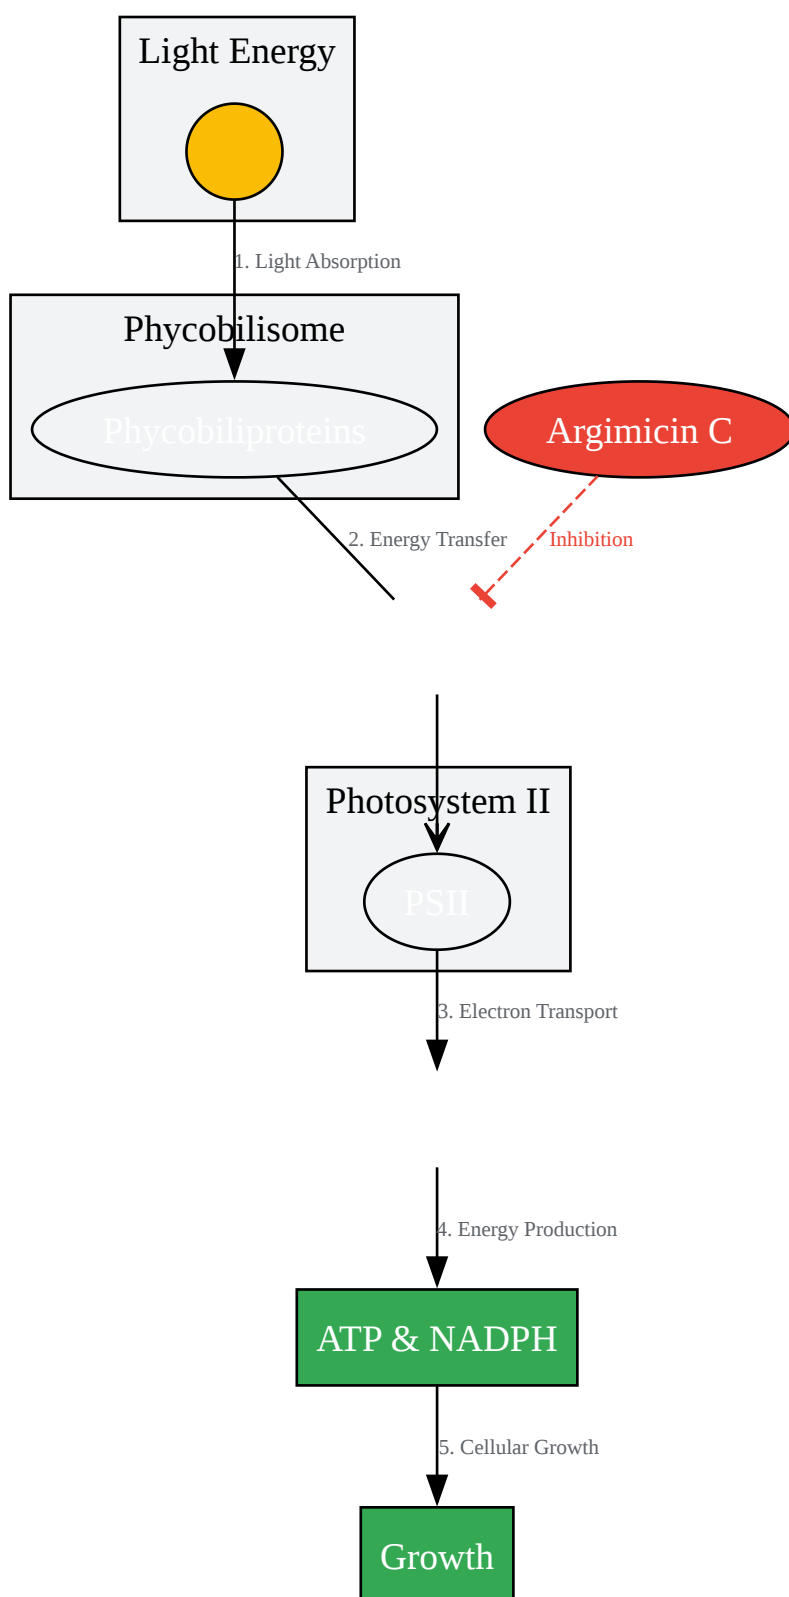 Light Energy
1. Light Absorption
Phycobilisome
Phycobiliproteins
Argimicin C
2. Energy Transfer
Inhibition
Photosystem II
PSII
3. Electron Transport
4. Energy Production
ATP & NADPH
5. Cellular Growth
Growth